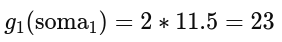 g₁(soma₁) = 2 ∗ 11.5 = 23